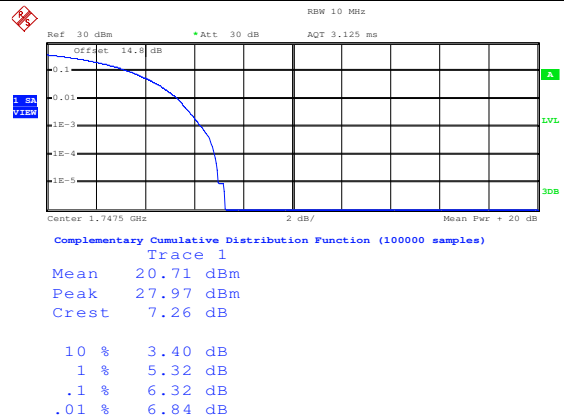 RBW 10 MHz
Ref 30 dBm *Att 30 dB AQT 3.125 ms
Offset 14.8 dB
0.1
A
0.01
1 SA
VIEW
1E-3
LVL
1E-4
1E-5
3DB
Center 1.7475 GHz 2 dB/ Mean Pwr + 20 dB
Complementary Cumulative Distribution Function (100000 samples)
Trace 1
Mean 20.71 dBm
Peak 27.97 dBm
Crest 7.26 dB
10 % 3.40 dB
1 % 5.32 dB
.1 % 6.32 dB
.01 % 6.84 dB